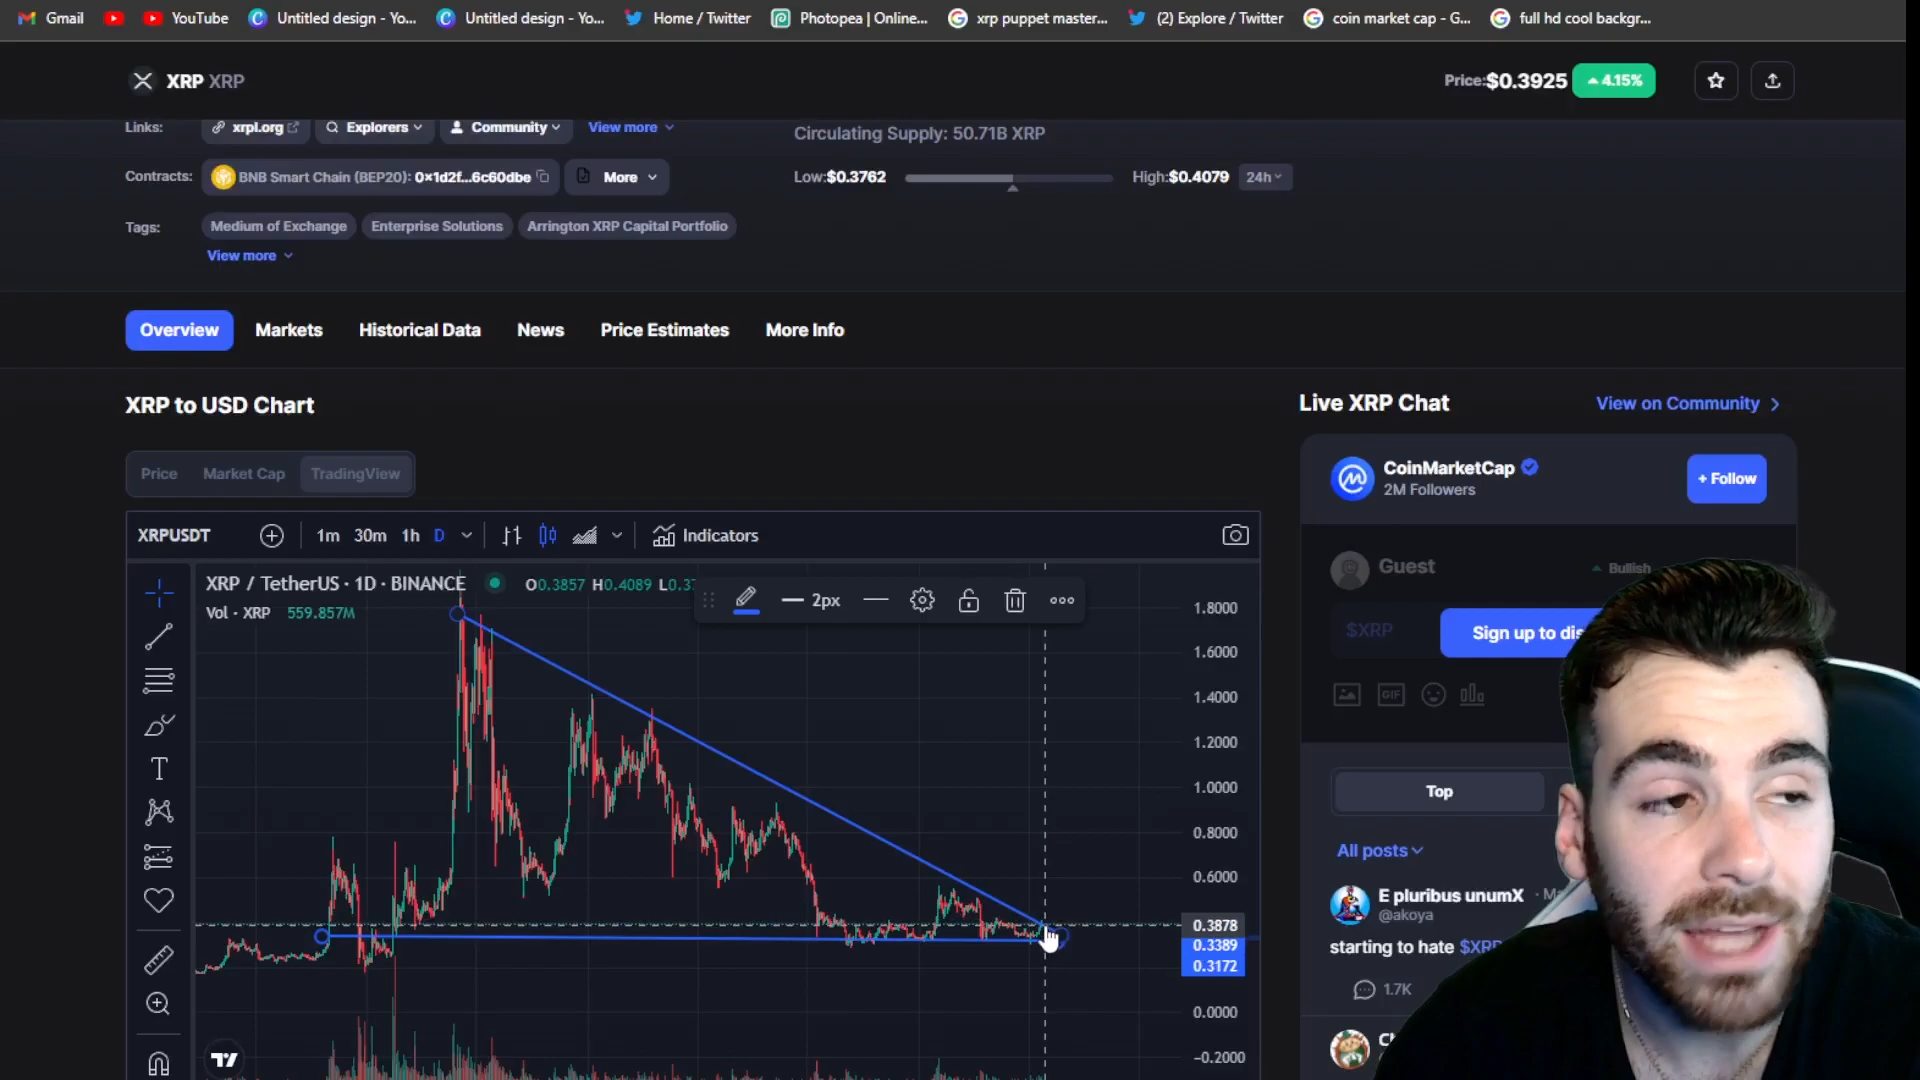 Gmail
YouTube
Untitled design - Yo...
Untitled design - Yo...
Home / Twitter
Photopea | Online...
xrp puppet master...
(2) Explore / Twitter
coin market cap - G...
full hd cool backgr...
XRP XRP
Price:$0.3925
4.15%
Links:
xrpl.org
Explorers
Community
View more
Circulating Supply: 50.71B XRP
Contracts:
BNB Smart Chain (BEP20): 0x1d2f...6c60dbe
More
Low:$0.3762
High:$0.4079
24h
Tags:
Medium of Exchange
Enterprise Solutions
Arrington XRP Capital Portfolio
View more
Overview
Markets
Historical Data
News
Price Estimates
More Info
XRP to USD Chart
Live XRP Chat
View on Community
Price
Market Cap
TradingView
CoinMarketCap
2M Followers
+ Follow
XRPUSDT
1m
30m
1h
D
Indicators
XRP / TetherUS · 1D · BINANCE
O0.3857 H0.4089 L0.37
Vol · XRP 559.857M
2px
Guest
Bullish
$XRP
Sign up to dis
GIF
1.8000
1.6000
1.4000
1.2000
1.0000
0.8000
0.6000
0.3878
0.3389
0.3172
0.0000
-0.2000
T
Top
All posts
E pluribus unumX
@akoya
starting to hate $XRP
1.7K